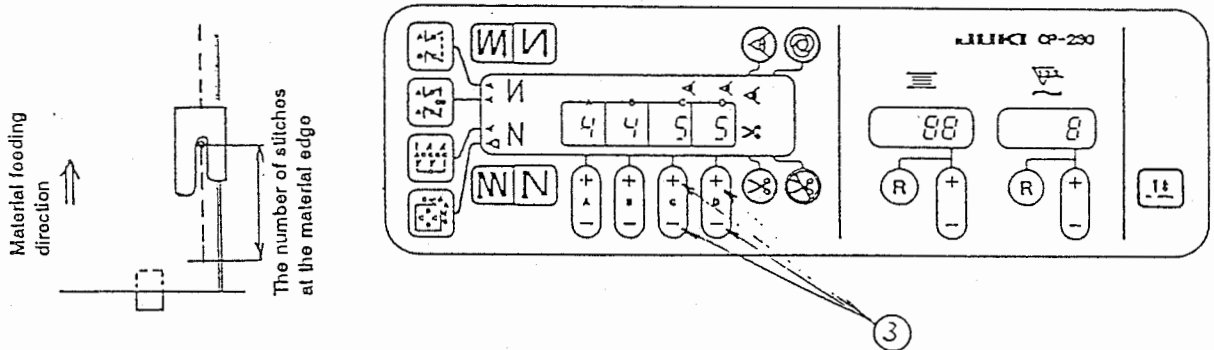 Material feeding
direction
The number of stitches
at the material edge
JUKI CP-230
A B C D
4 4 5 5
88
8
+ + + +
A B C D
− − − −
R + −
R + −
3